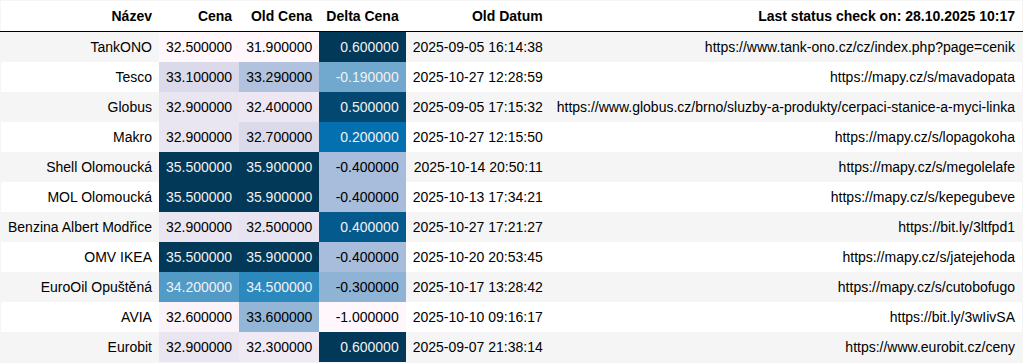 Název Cena Old Cena Delta Cena Old Datum Last status check on: 28.10.2025 10:17
TankONO 32.500000 31.900000 0.600000 2025-09-05 16:14:38 https://www.tank-ono.cz/cz/index.php?page=cenik
Tesco 33.100000 33.290000 -0.190000 2025-10-27 12:28:59 https://mapy.cz/s/mavadopata
Globus 32.900000 32.400000 0.500000 2025-09-05 17:15:32 https://www.globus.cz/brno/sluzby-a-produkty/cerpaci-stanice-a-myci-linka
Makro 32.900000 32.700000 0.200000 2025-10-27 12:15:50 https://mapy.cz/s/lopagokoha
Shell Olomoucká 35.500000 35.900000 -0.400000 2025-10-14 20:50:11 https://mapy.cz/s/megolelafe
MOL Olomoucká 35.500000 35.900000 -0.400000 2025-10-13 17:34:21 https://mapy.cz/s/kepegubeve
Benzina Albert Modřice 32.900000 32.500000 0.400000 2025-10-27 17:21:27 https://bit.ly/3ltfpd1
OMV IKEA 35.500000 35.900000 -0.400000 2025-10-20 20:53:45 https://mapy.cz/s/jatejehoda
EuroOil Opuštěná 34.200000 34.500000 -0.300000 2025-10-17 13:28:42 https://mapy.cz/s/cutobofugo
AVIA 32.600000 33.600000 -1.000000 2025-10-10 09:16:17 https://bit.ly/3wIivSA
Eurobit 32.900000 32.300000 0.600000 2025-09-07 21:38:14 https://www.eurobit.cz/ceny